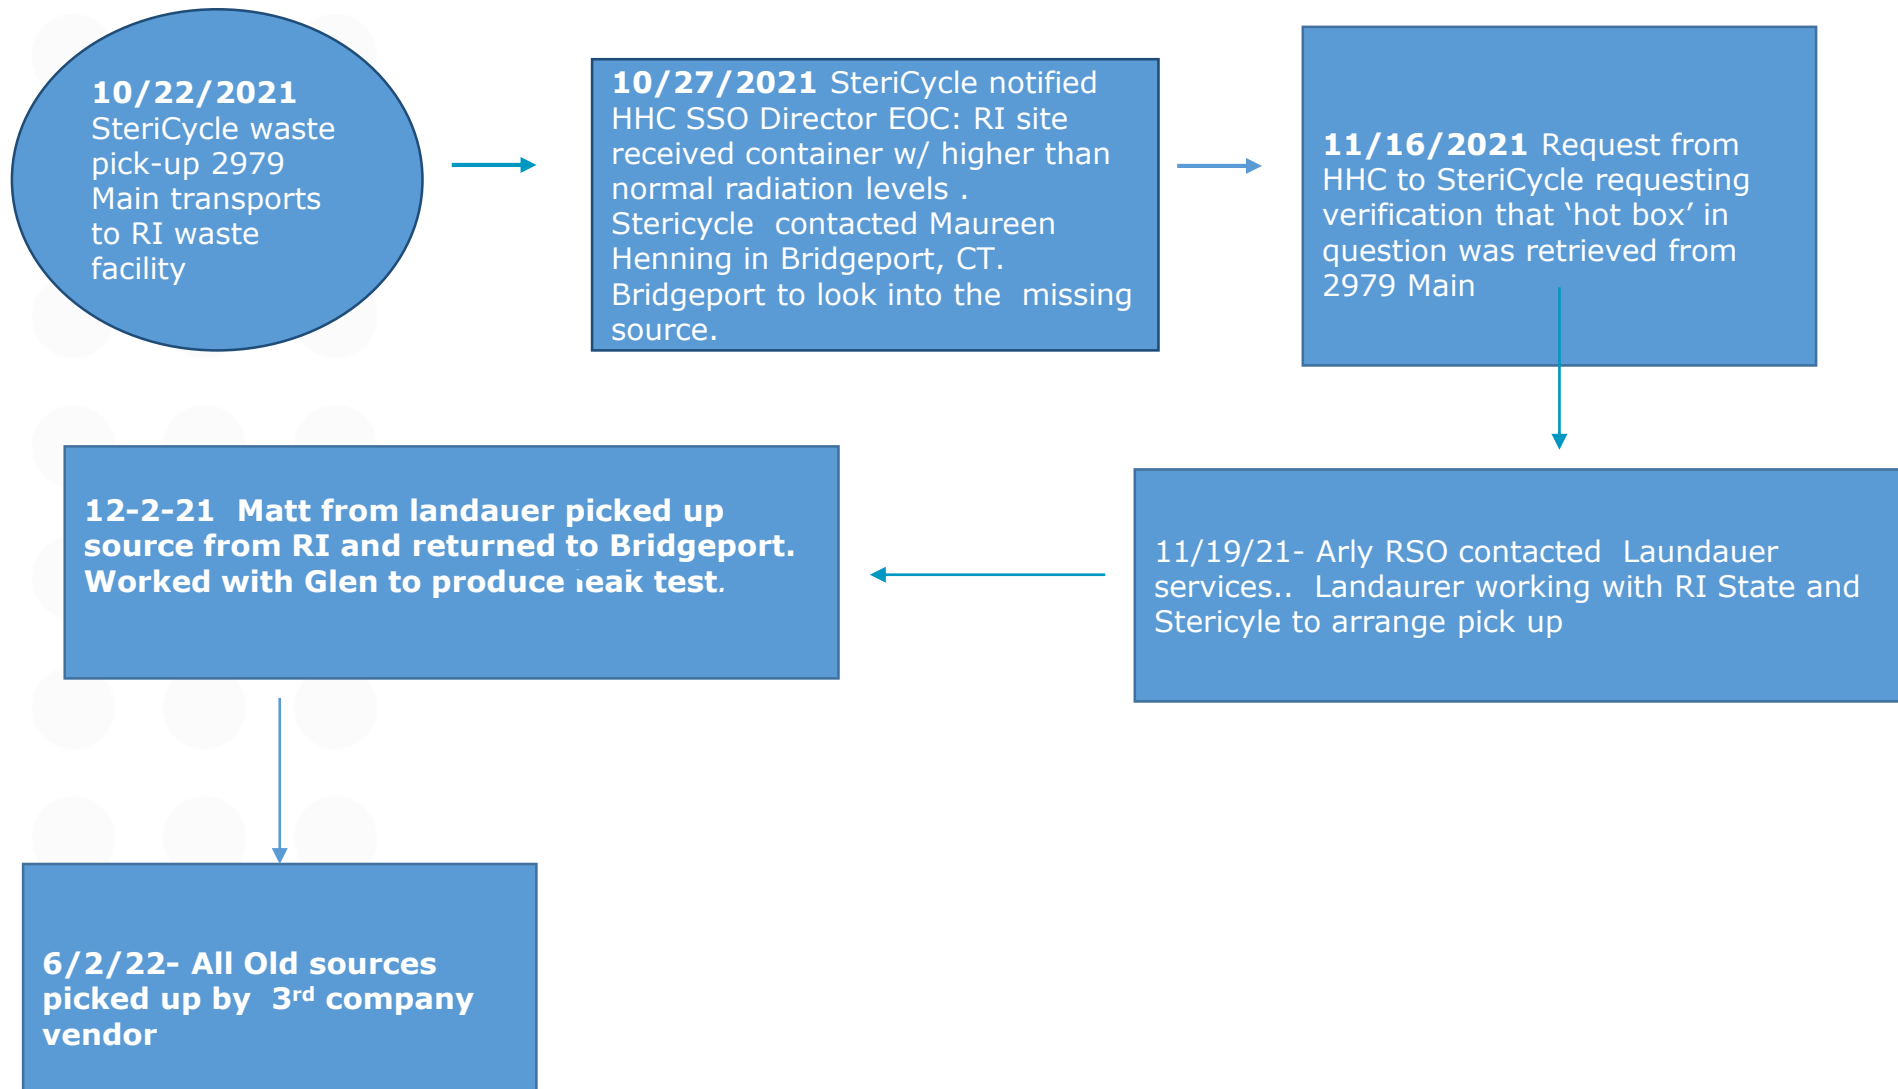 10/22/2021
SteriCycle waste
pick-up 2979
Main transports
to RI waste
facility
10/27/2021 SteriCycle notified
HHC SSO Director EOC: RI site
received container w/ higher than
normal radiation levels .
Stericycle contacted Maureen
Henning in Bridgeport, CT.
Bridgeport to look into the missing
source.
11/16/2021 Request from
HHC to SteriCycle requesting
verification that ‘hot box’ in
question was retrieved from
2979 Main
11/19/21- Arly RSO contacted Laundauer
services.. Landaurer working with RI State and
Stericyle to arrange pick up
12-2-21 Matt from landauer picked up
source from RI and returned to Bridgeport.
Worked with Glen to produce leak test.
6/2/22- All Old sources
picked up by 3rd company
vendor